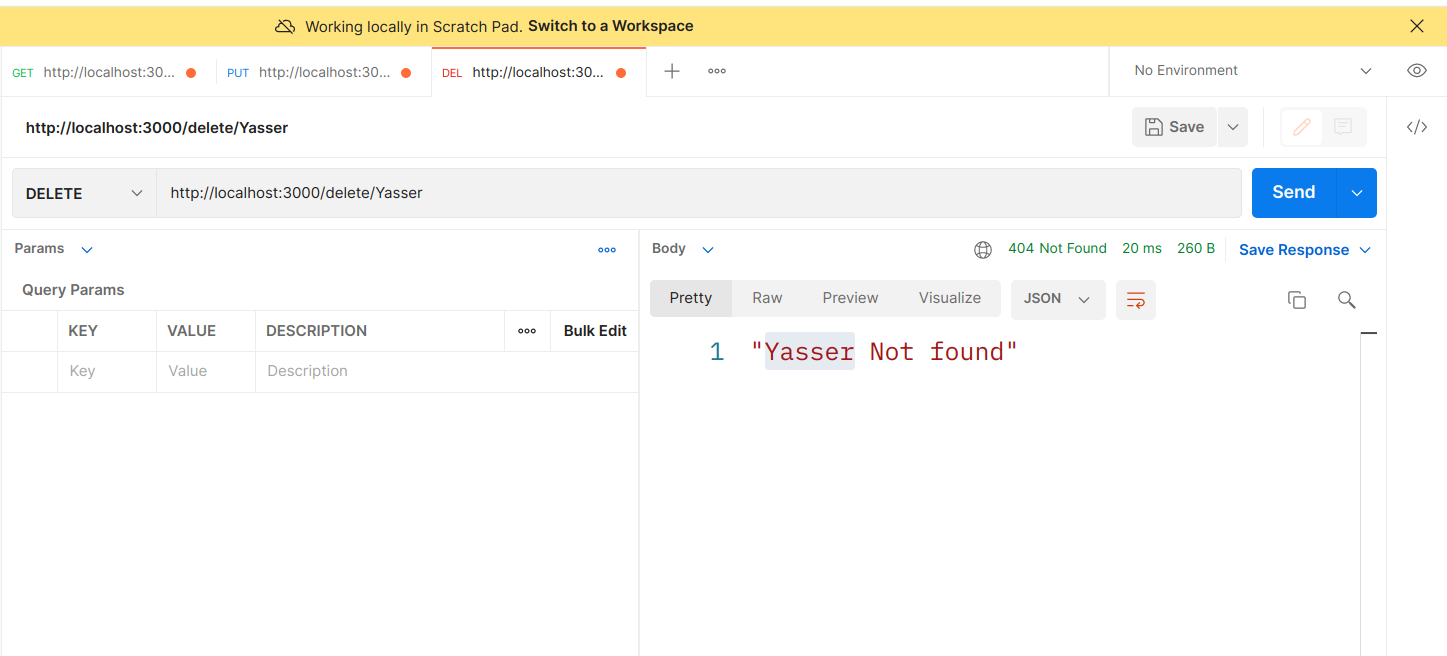 Working locally in Scratch Pad. Switch to a Workspace
GET http://localhost:30... PUT http://localhost:30... DEL http://localhost:30... No Environment
http://localhost:3000/delete/Yasser Save
DELETE http://localhost:3000/delete/Yasser Send
Params Body 404 Not Found 20 ms 260 B Save Response
Query Params Pretty Raw Preview Visualize JSON
KEY VALUE DESCRIPTION Bulk Edit
1 "Yasser Not found"
Key Value Description